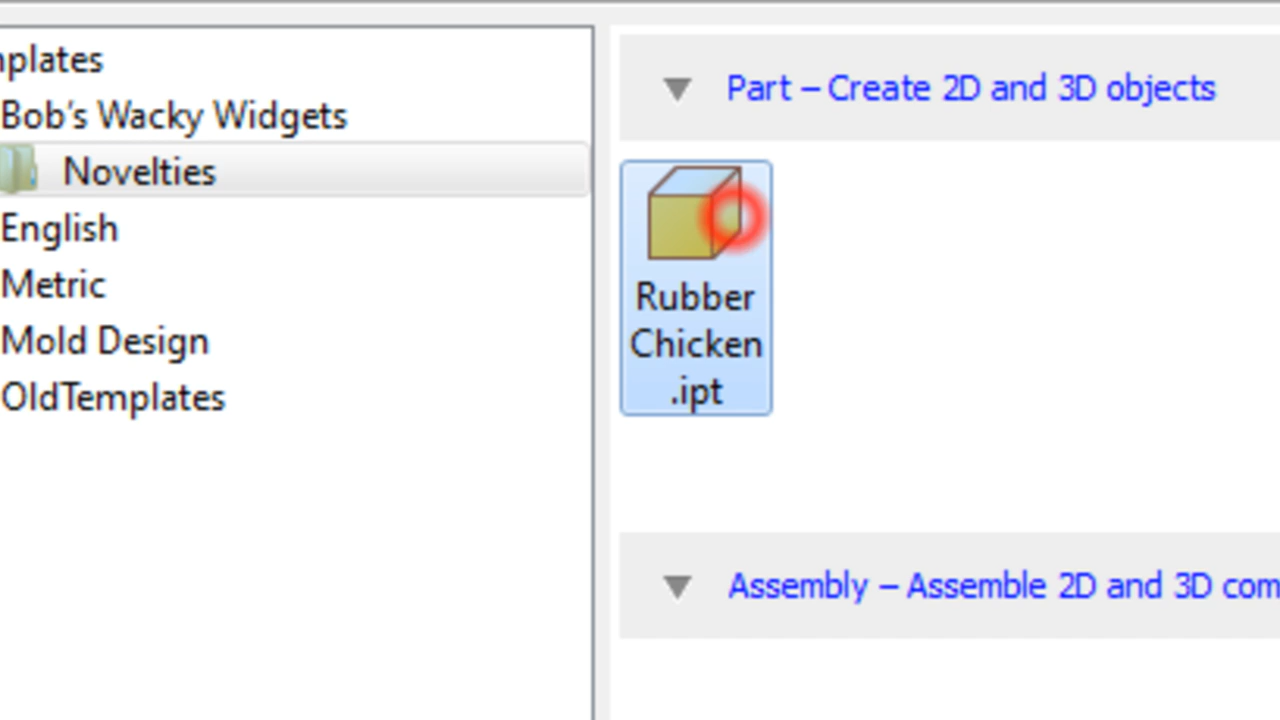 nplates
Bob's Wacky Widgets
Novelties
English
Metric
Mold Design
OldTemplates
Part – Create 2D and 3D objects
Rubber
Chicken
.ipt
Assembly – Assemble 2D and 3D com